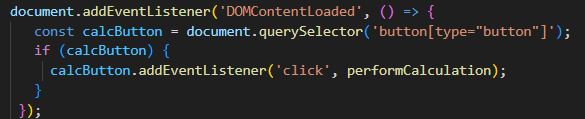 document.addEventListener('DOMContentLoaded', () => {
const calcButton = document.querySelector('button[type="button"]');
if (calcButton) {
calcButton.addEventListener('click', performCalculation);
}
});